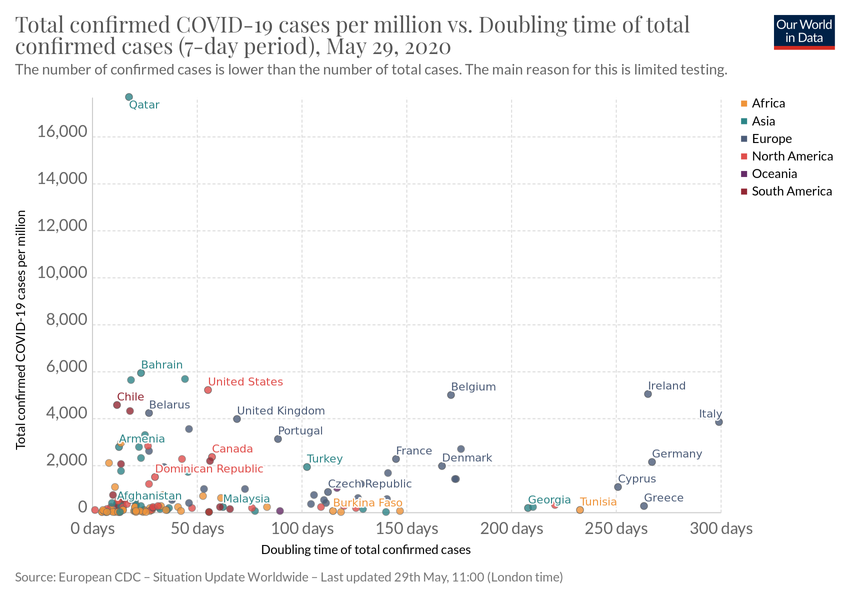 Total confirmed COVID-19 cases per million vs. Doubling time of total
confirmed cases (7-day period), May 29, 2020
Our World
in Data
The number of confirmed cases is lower than the number of total cases. The main reason for this is limited testing.
Africa
Asia
Europe
North America
Oceania
South America
Total confirmed COVID-19 cases per million
16,000
14,000
12,000
10,000
8,000
6,000
4,000
2,000
0
Qatar
Bahrain
United States
Belgium
Ireland
Chile
Belarus
United Kingdom
Italy
Portugal
Armenia
Canada
France
Germany
Turkey
Denmark
Dominican Republic
Czech Republic
Cyprus
Afghanistan
Malaysia
Burkina Faso
Georgia
Tunisia
Greece
0 days
50 days
100 days
150 days
200 days
250 days
300 days
Doubling time of total confirmed cases
Source: European CDC – Situation Update Worldwide – Last updated 29th May, 11:00 (London time)